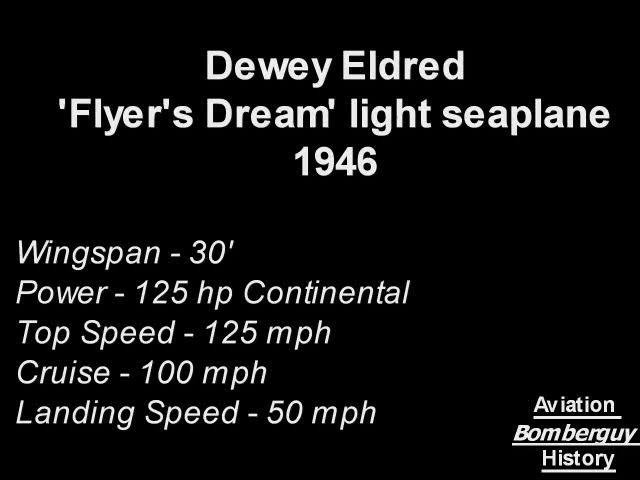 Dewey Eldred
'Flyer's Dream' light seaplane
1946
Wingspan - 30'
Power - 125 hp Continental
Top Speed - 125 mph
Cruise - 100 mph
Landing Speed - 50 mph
Aviation
Bomberguy
History